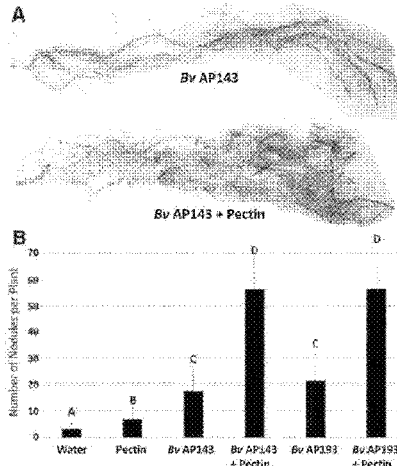 A
Bv AP143
Bv AP143 + Pectin
B
Number of Nodules per Plant
70
60
50
40
30
20
10
0
A
B
C
D
C
D
Water
Pectin
Bv AP143
Bv AP143
+ Pectin
Bv AP193
Bv AP193
+ Pectin